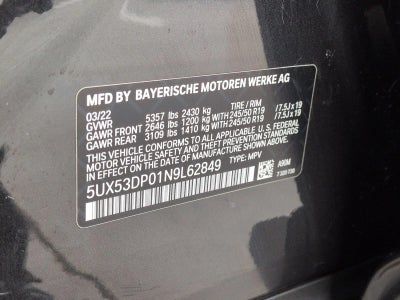 MFD BY BAYERISCHE MOTOREN WERKE AG
03/22 TIRE / RIM
GVWR 5357 lbs 2430 kg
GAWR FRONT 2646 lbs 1200 kg WITH 245/50 R19 /7.5J x 19
GAWR REAR 3109 lbs 1410 kg WITH 245/50 R19 /7.5J x 19
THIS VEHICLE CONFORMS TO ALL APPLICABLE U.S. FEDERAL
MOTOR VEHICLE SAFETY, BUMPER, AND THEFT PREVENTION STANDARDS
IN EFFECT ON THE DATE OF MANUFACTURE SHOWN ABOVE.
5UX53DP01N9L62849 TYPE: MPV
A90M